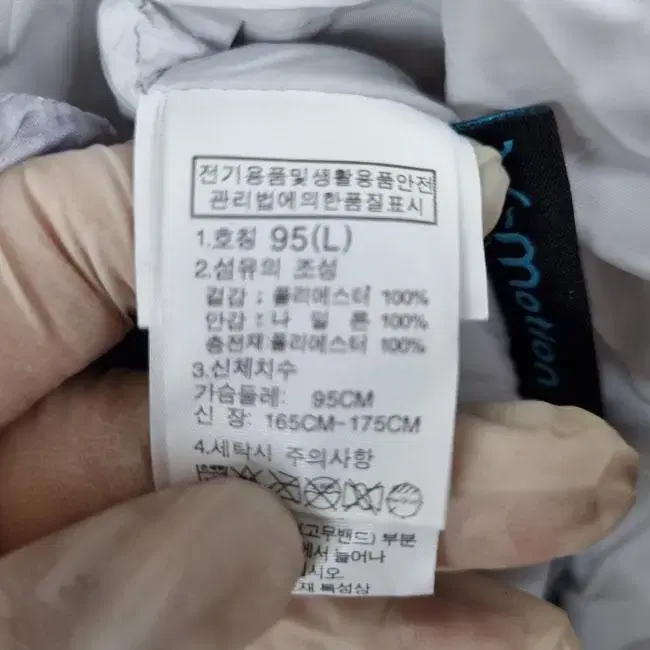 전기용품및생활용품안전
관리법에의한품질표시
1.호칭 95(L)
2.섬유의 조성
겉감 : 폴리에스터 100%
안감 : 나 일 론 100%
충전재:폴리에스터 100%
3.신체치수
가슴둘레: 95CM
신 장: 165CM-175CM
4.세탁시 주의사항
(고무밴드) 부분
에서 늘어나
특성상
-Motion